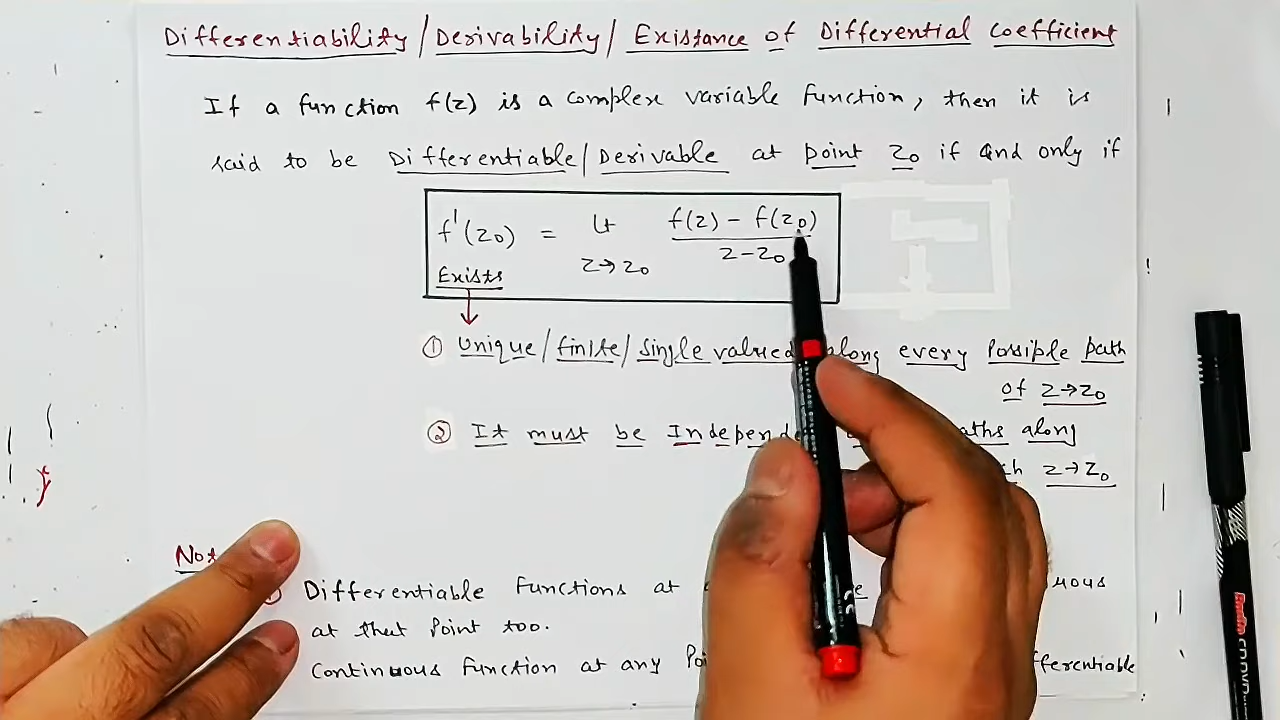 Differentiability/Derivability/Existance of Differential Coefficient
If a function f(z) is a complex variable function, then it is
said to be Differentiable/Derivable at point z₀ if and only if
f'(z₀) = Lt f(z) - f(z₀)
z→z₀ z-z₀
Exists
① Unique/finite/single valued along every possible path
of z→z₀
② It must be along
z→z₀
Differentiable functions at
at that point too.
Continuous function at any